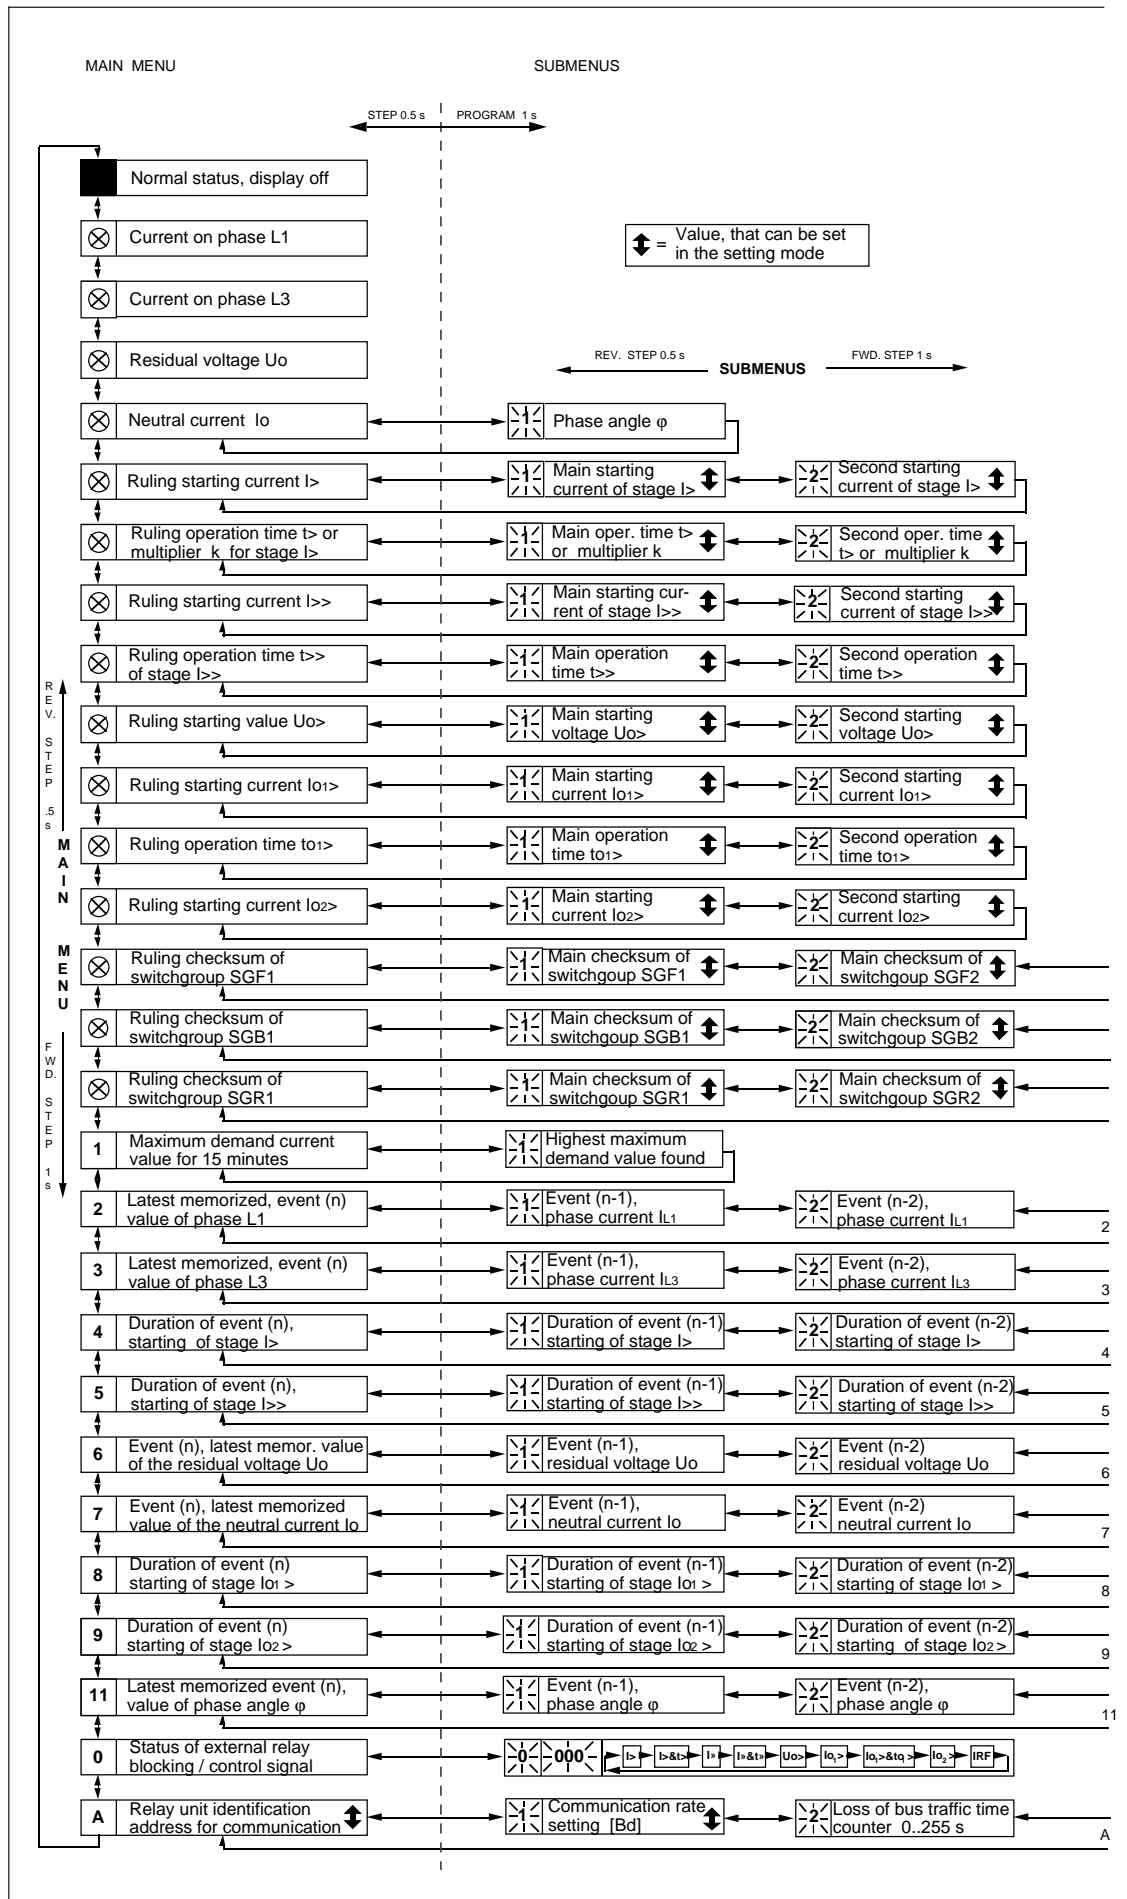 MAIN MENU
SUBMENUS
STEP 0.5 s
PROGRAM 1 s
Normal status, display off
Current on phase L1
= Value, that can be set
in the setting mode
Current on phase L3
Residual voltage Uo
REV. STEP 0.5 s
SUBMENUS
FWD. STEP 1 s
Neutral current Io
1 Phase angle φ
Ruling starting current I>
1 Main starting
current of stage I>
2 Second starting
current of stage I>
Ruling operation time t> or
multiplier k for stage I>
1 Main oper. time t>
or multiplier k
2 Second oper. time
t> or multiplier k
Ruling starting current I>>
1 Main starting cur-
rent of stage I>>
2 Second starting
current of stage I>>
Ruling operation time t>>
of stage I>>
1 Main operation
time t>>
2 Second operation
time t>>
REV. STEP .5 s
MAIN MENU
FWD. STEP 1s
Ruling starting value Uo>
1 Main starting
voltage Uo>
2 Second starting
voltage Uo>
Ruling starting current Io1>
1 Main starting
current Io1>
2 Second starting
current Io1>
Ruling operation time to1>
1 Main operation
time to1>
2 Second operation
time to1>
Ruling starting current Io2>
1 Main starting
current Io2>
2 Second starting
current Io2>
Ruling checksum of
switchgroup SGF1
1 Main checksum of
switchgoup SGF1
2 Main checksum of
switchgoup SGF2
Ruling checksum of
switchgroup SGB1
1 Main checksum of
switchgroup SGB1
2 Main checksum of
switchgroup SGB2
Ruling checksum of
switchgroup SGR1
1 Main checksum of
switchgroup SGR1
2 Main checksum of
switchgroup SGR2
1 Maximum demand current
value for 15 minutes
1 Highest maximum
demand value found
2 Latest memorized, event (n)
value of phase L1
1 Event (n-1),
phase current IL1
2 Event (n-2),
phase current IL1
2
3 Latest memorized, event (n)
value of phase L3
1 Event (n-1),
phase current IL3
2 Event (n-2),
phase current IL3
3
4 Duration of event (n),
starting of stage I>
1 Duration of event (n-1)
starting of stage I>
2 Duration of event (n-2)
starting of stage I>
4
5 Duration of event (n),
starting of stage I>>
1 Duration of event (n-1)
starting of stage I>>
2 Duration of event (n-2)
starting of stage I>>
5
6 Event (n), latest memor. value
of the residual voltage Uo
1 Event (n-1),
residual voltage Uo
2 Event (n-2)
residual voltage Uo
6
7 Event (n), latest memorized
value of the neutral current Io
1 Event (n-1),
neutral current Io
2 Event (n-2)
neutral current Io
7
8 Duration of event (n)
starting of stage Io1 >
1 Duration of event (n-1)
starting of stage Io1 >
2 Duration of event (n-2)
starting of stage Io1 >
8
9 Duration of event (n)
starting of stage Io2 >
1 Duration of event (n-1)
starting of stage Io2 >
2 Duration of event (n-2)
starting of stage Io2 >
9
11 Latest memorized event (n),
value of phase angle φ
1 Event (n-1),
phase angle φ
2 Event (n-2),
phase angle φ
11
0 Status of external relay
blocking / control signal
0 000 I> I>&t> I» I»&t» Uo> Io1> Io1>&to1> Io2> IRF
A Relay unit identification
address for communication
1 Communication rate
setting [Bd]
2 Loss of bus traffic time
counter 0..255 s
A